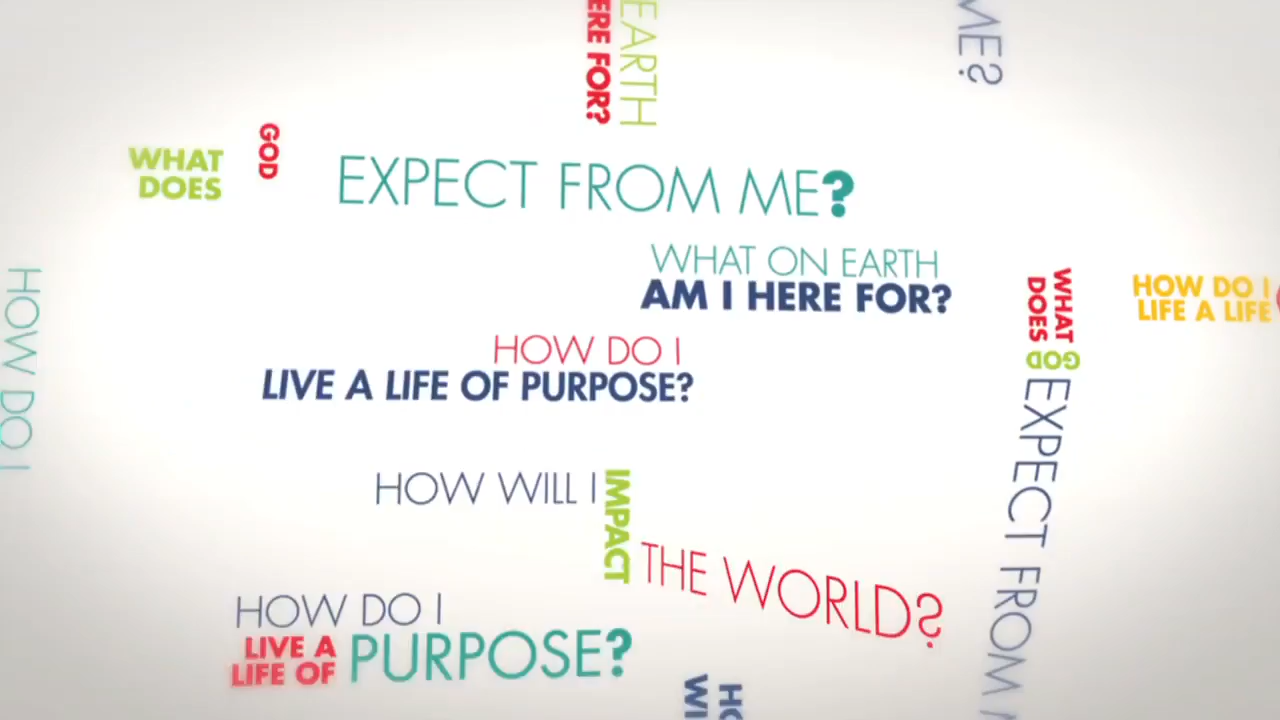 ERE FOR?
EARTH
ME?
WHAT
DOES
GOD
EXPECT FROM ME?
WHAT ON EARTH
AM I HERE FOR?
HOW DO I
HOW DO I
LIVE A LIFE OF PURPOSE?
WHAT
DOES
GOD
EXPECT FROM
HOW DO I
LIFE A LIFE
HOW WILL I
IMPACT
THE WORLD?
HOW DO I
LIVE A
LIFE OF
PURPOSE?
WI
HO